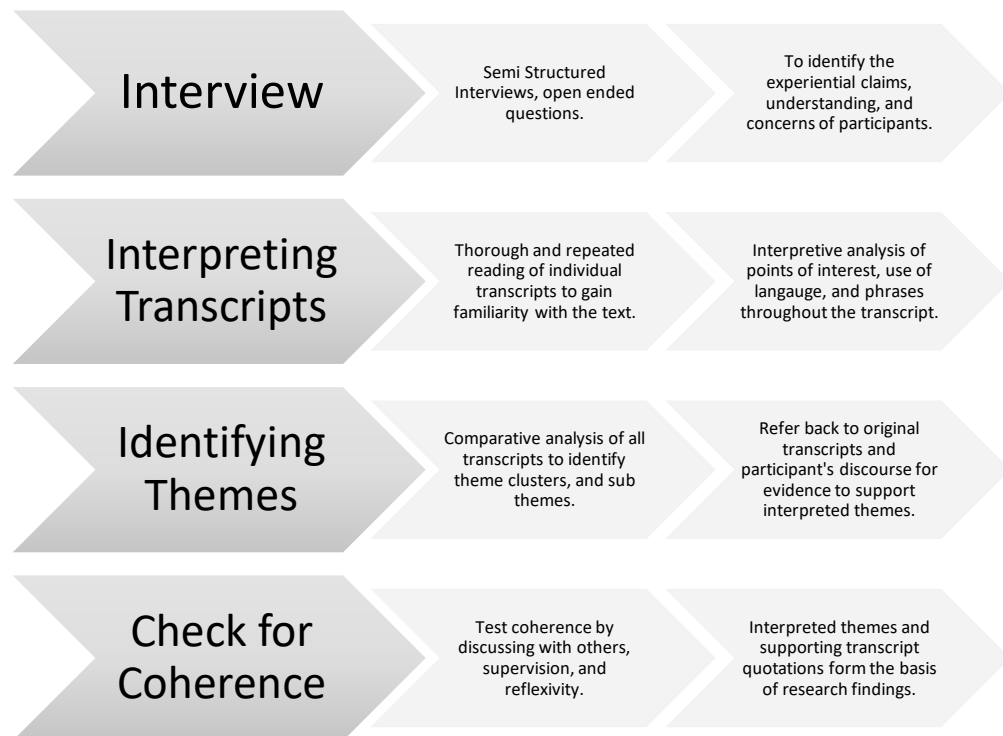 Interview
Semi Structured
Interviews, open ended
questions.
To identify the
experiential claims,
understanding, and
concerns of participants.
Interpreting
Transcripts
Thorough and repeated
reading of individual
transcripts to gain
familiarity with the text.
Interpretive analysis of
points of interest, use of
langauge, and phrases
throughout the transcript.
Identifying
Themes
Comparative analysis of all
transcripts to identify
theme clusters, and sub
themes.
Refer back to original
transcripts and
participant's discourse for
evidence to support
interpreted themes.
Check for
Coherence
Test coherence by
discussing with others,
supervision, and
reflexivity.
Interpreted themes and
supporting transcript
quotations form the basis
of research findings.